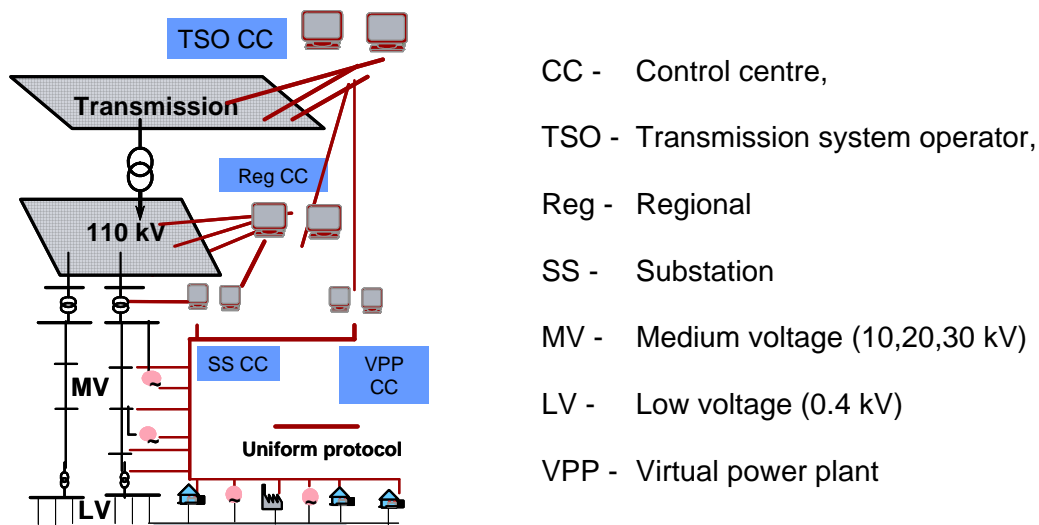 TSO CC
Transmission
Reg CC
110 kV
SS CC
VPP
CC
MV
Uniform protocol
LV
~
~
~
~
CC - Control centre,
TSO - Transmission system operator,
Reg - Regional
SS - Substation
MV - Medium voltage (10,20,30 kV)
LV - Low voltage (0.4 kV)
VPP - Virtual power plant